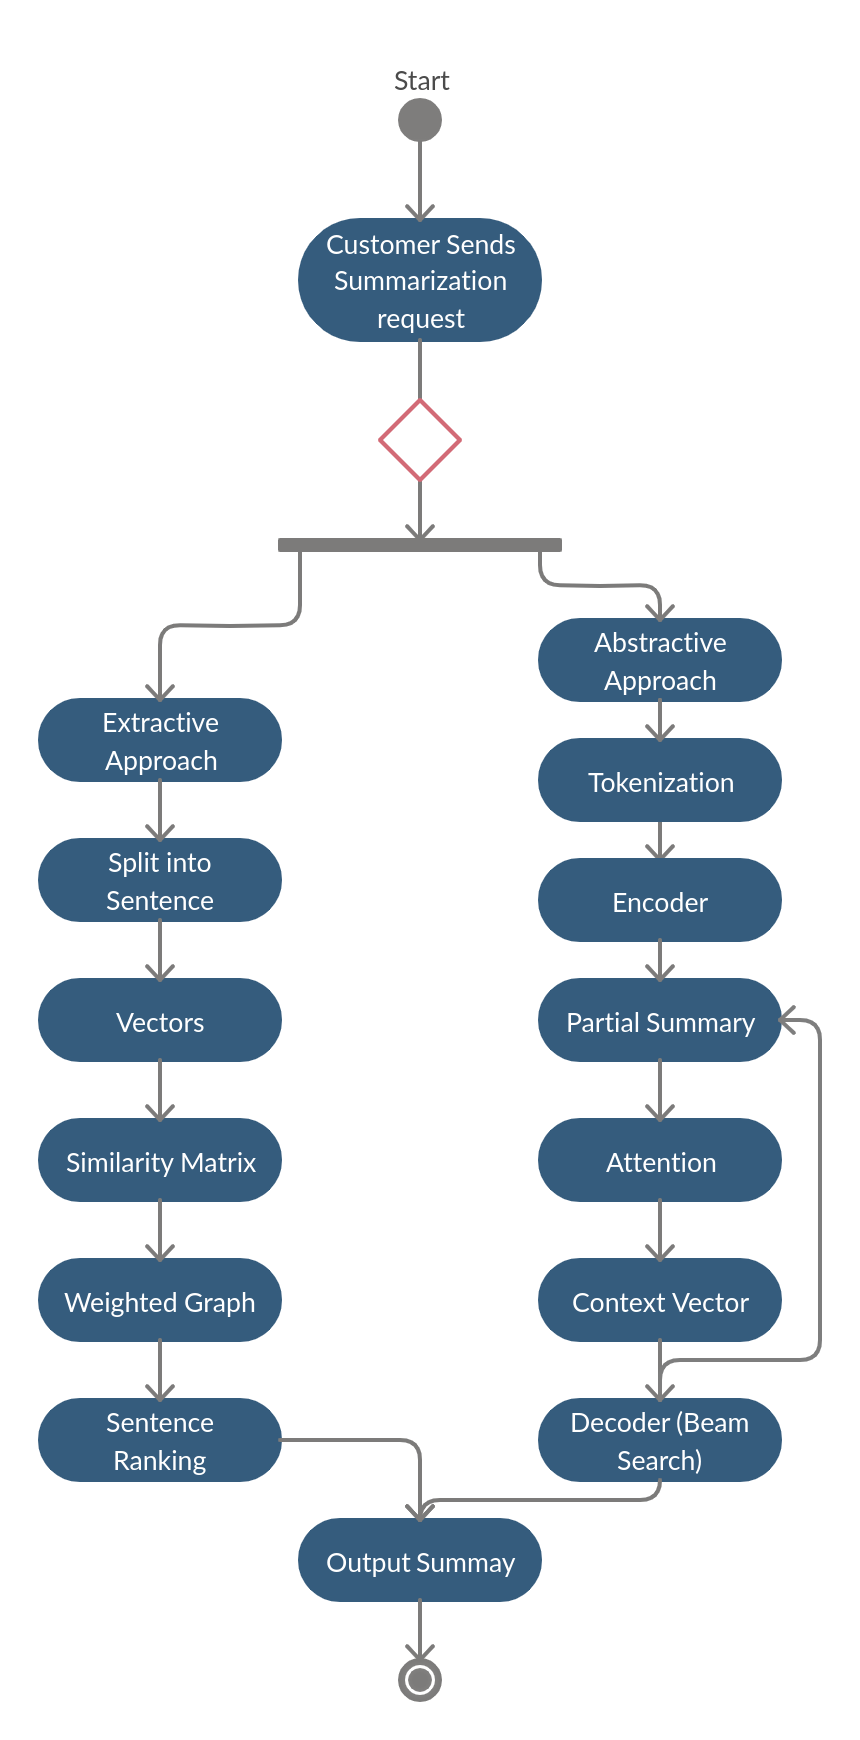 Start
Customer Sends
Summarization
request
Extractive
Approach
Split into
Sentence
Vectors
Similarity Matrix
Weighted Graph
Sentence
Ranking
Abstractive
Approach
Tokenization
Encoder
Partial Summary
Attention
Context Vector
Decoder (Beam
Search)
Output Summay